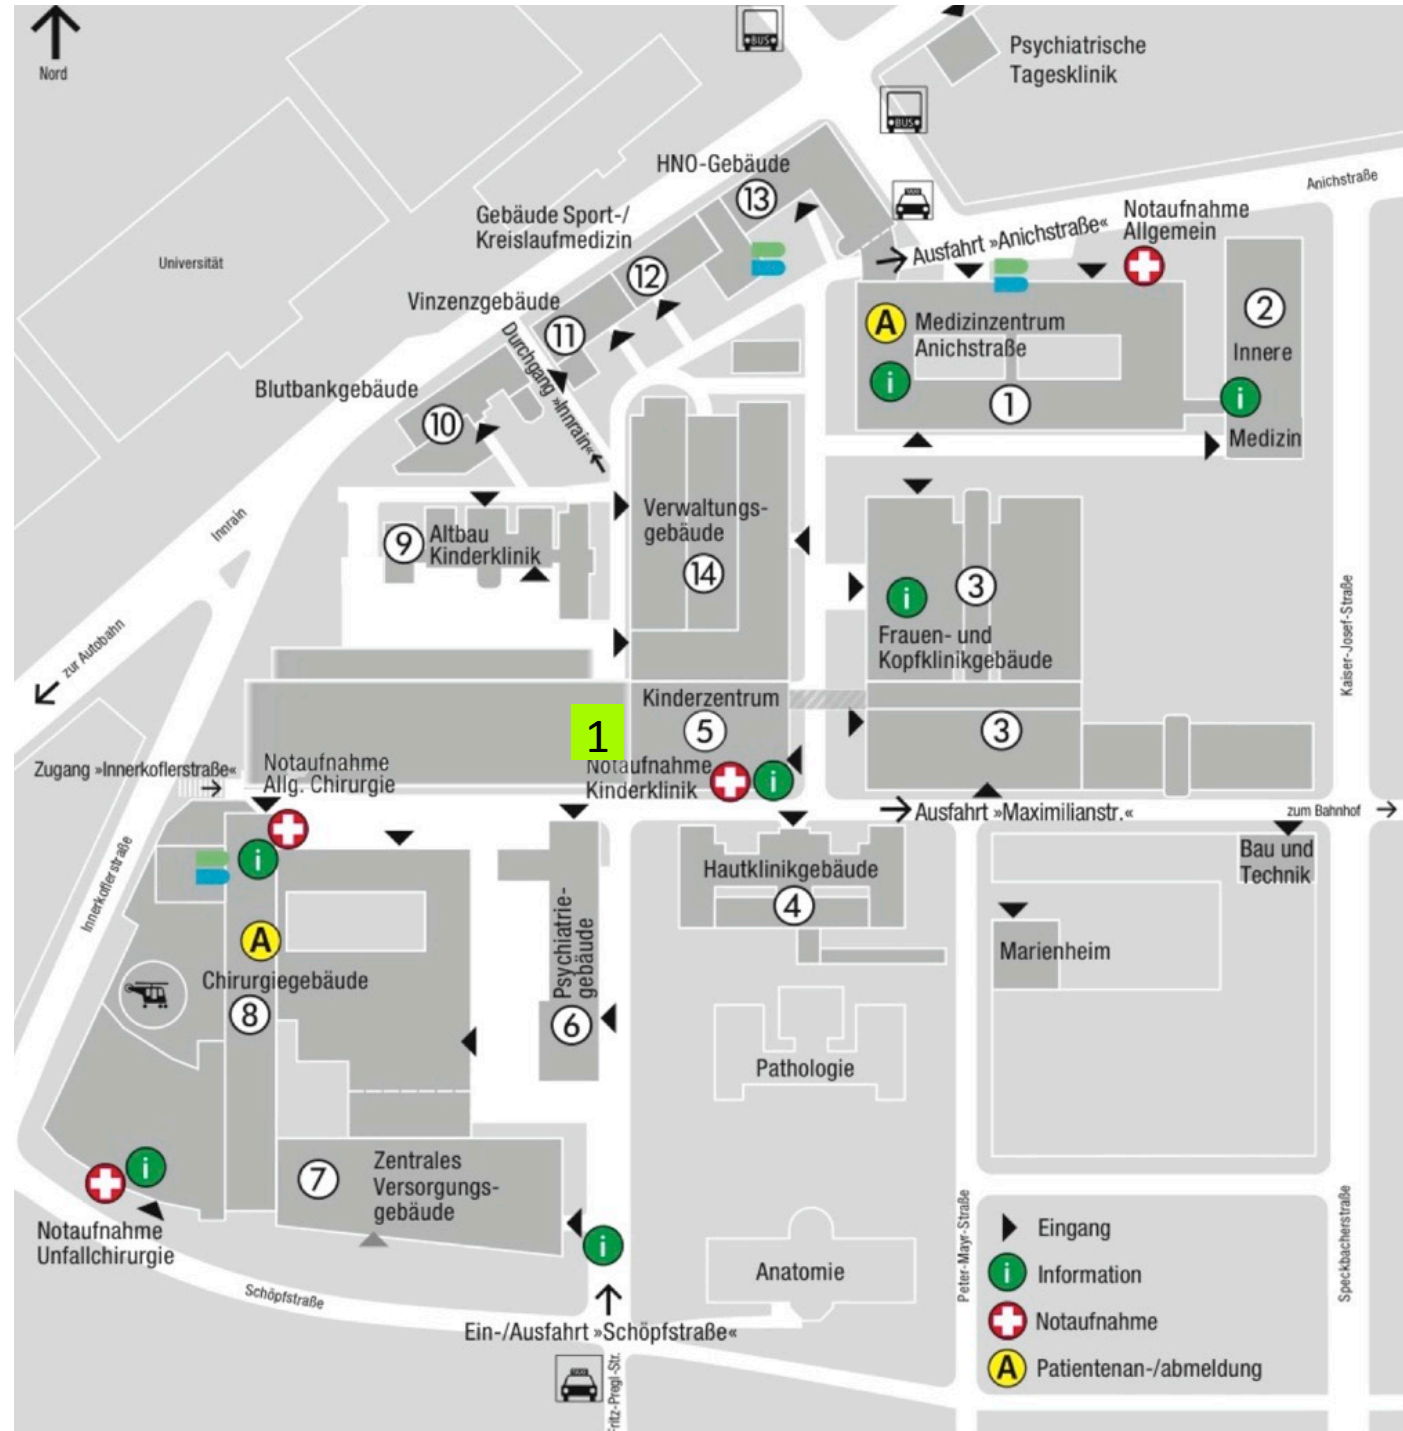 Nord
BUS
Psychiatrische
Tagesklinik
BUS
HNO-Gebäude
13
TAXI
Anichstraße
Notaufnahme
Allgemein
Gebäude Sport-/
Kreislaufmedizin
12
Ausfahrt »Anichstraße«
Universität
Vinzenzgebäude
11
A
Medizinzentrum
Anichstraße
i
1
2
Innere
i
Medizin
Durchgang »Innrain«
Blutbankgebäude
10
Innrain
9
Altbau
Kinderklinik
Verwaltungs-
gebäude
14
i
3
Frauen- und
Kopfklinikgebäude
Kaiser-Josef-Straße
zur Autobahn
Kinderzentrum
5
3
1
Notaufnahme
Kinderklinik
i
Zugang »Innerkoflerstraße«
Notaufnahme
Allg. Chirurgie
Ausfahrt »Maximilianstr.«
zum Bahnhof
i
Innerkoflerstraße
Hautklinikgebäude
4
Bau und
Technik
A
Chirurgiegebäude
8
Psychiatrie-
gebäude
6
Marienheim
Pathologie
i
7
Zentrales
Versorgungs-
gebäude
Notaufnahme
Unfallchirurgie
i
Schöpfstraße
Ein-/Ausfahrt »Schöpfstraße«
TAXI
Fritz-Pregl-Str.
Anatomie
Peter-Mayr-Straße
Speckbacherstraße
Eingang
i Information
Notaufnahme
A Patientenan-/abmeldung